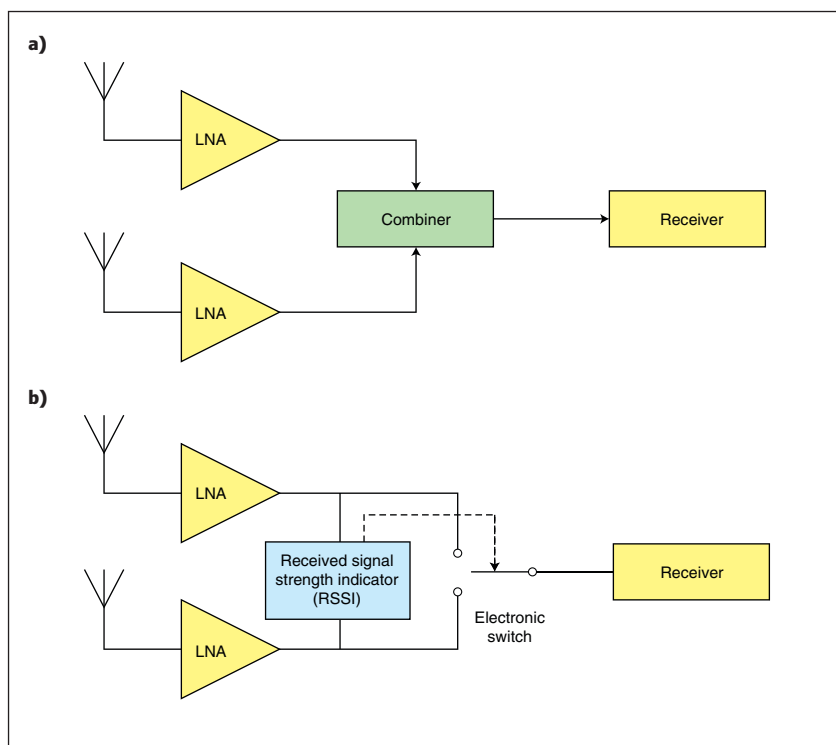 a)
LNA
Combiner
Receiver
LNA
b)
LNA
Received signal
strength indicator
(RSSI)
Receiver
Electronic
switch
LNA